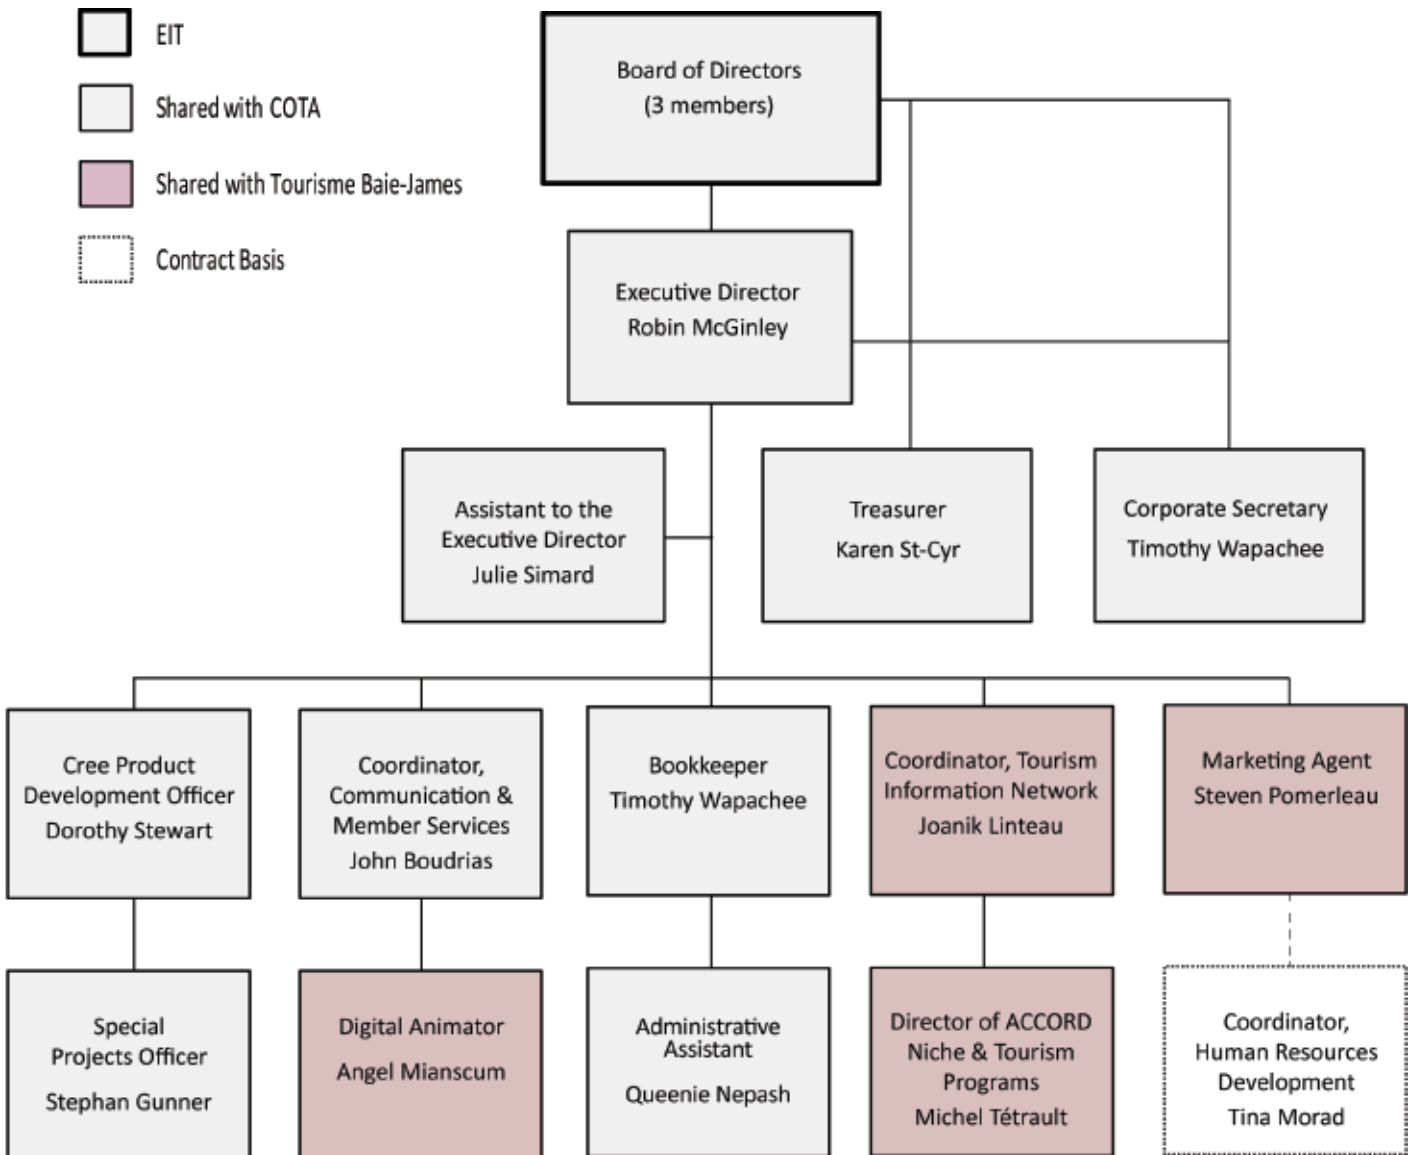 EIT
Shared with COTA
Shared with Tourisme Baie-James
Contract Basis
Board of Directors
(3 members)
Executive Director
Robin McGinley
Assistant to the
Executive Director
Julie Simard
Treasurer
Karen St-Cyr
Corporate Secretary
Timothy Wapachee
Cree Product
Development Officer
Dorothy Stewart
Coordinator,
Communication &
Member Services
John Boudrias
Bookkeeper
Timothy Wapachee
Coordinator, Tourism
Information Network
Joanik Linteau
Marketing Agent
Steven Pomerleau
Special
Projects Officer
Stephan Gunner
Digital Animator
Angel Mianscum
Administrative
Assistant
Queenie Nepash
Director of ACCORD
Niche & Tourism
Programs
Michel Tétrault
Coordinator,
Human Resources
Development
Tina Morad